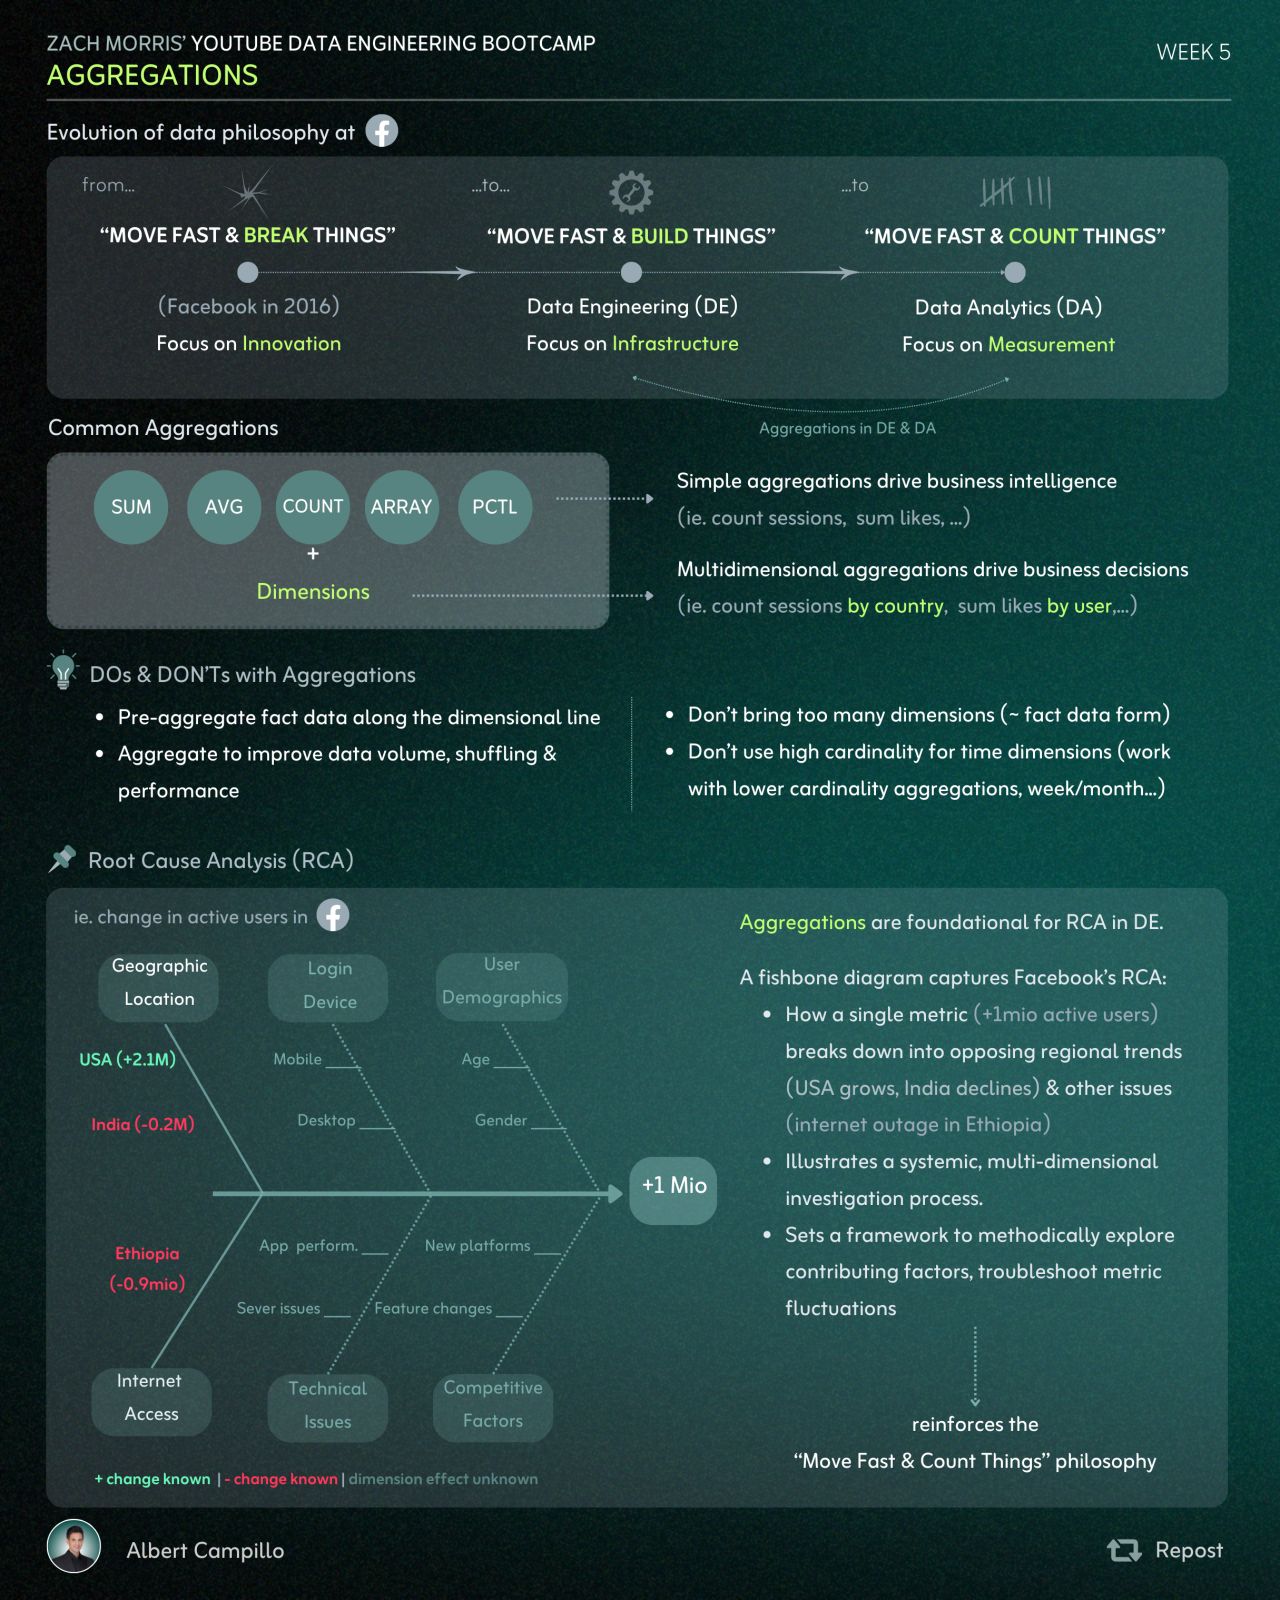 ZACH MORRIS' YOUTUBE DATA ENGINEERING BOOTCAMP
AGGREGATIONS
WEEK 5
Evolution of data philosophy at
from...
...to...
...to
“MOVE FAST & BREAK THINGS”
“MOVE FAST & BUILD THINGS”
“MOVE FAST & COUNT THINGS”
(Facebook in 2016)
Data Engineering (DE)
Data Analytics (DA)
Focus on Innovation
Focus on Infrastructure
Focus on Measurement
Aggregations in DE & DA
Common Aggregations
SUM
AVG
COUNT
ARRAY
PCTL
+
Dimensions
Simple aggregations drive business intelligence
(ie. count sessions, sum likes, ...)
Multidimensional aggregations drive business decisions
(ie. count sessions by country, sum likes by user,...)
DOs & DON'Ts with Aggregations
• Pre-aggregate fact data along the dimensional line
• Aggregate to improve data volume, shuffling &
performance
• Don't bring too many dimensions (~ fact data form)
• Don't use high cardinality for time dimensions (work
with lower cardinality aggregations, week/month...)
Root Cause Analysis (RCA)
ie. change in active users in
Geographic
Location
Login
Device
User
Demographics
USA (+2.1M)
Mobile ___
Age ___
India (-0.2M)
Desktop ___
Gender ___
+1 Mio
Ethiopia
(-0.9mio)
App perform. ___
New platforms ___
Sever issues ___
Feature changes ___
Internet
Access
Technical
Issues
Competitive
Factors
+ change known | - change known | dimension effect unknown
Aggregations are foundational for RCA in DE.
A fishbone diagram captures Facebook's RCA:
• How a single metric (+1mio active users)
breaks down into opposing regional trends
(USA grows, India declines) & other issues
(internet outage in Ethiopia)
• Illustrates a systemic, multi-dimensional
investigation process.
• Sets a framework to methodically explore
contributing factors, troubleshoot metric
fluctuations
reinforces the
“Move Fast & Count Things” philosophy
Albert Campillo
Repost